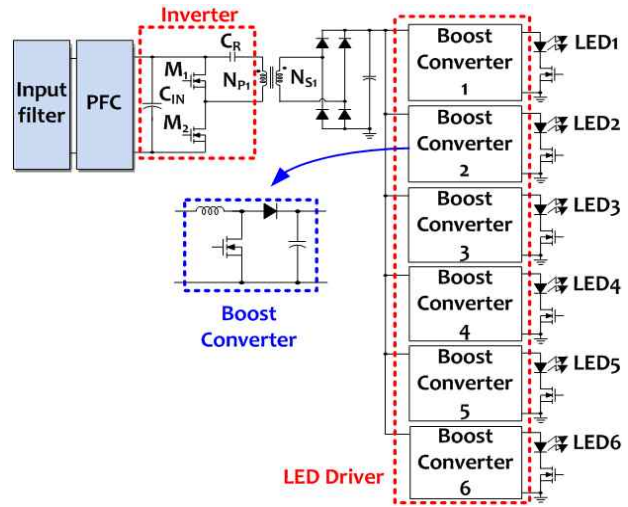 Inverter
Input
filter
PFC
M1
M2
CIN
CR
NP1
NS1
Boost
Converter
1
LED1
Boost
Converter
2
LED2
Boost
Converter
3
LED3
Boost
Converter
4
LED4
Boost
Converter
5
LED5
Boost
Converter
6
LED6
Boost
Converter
LED Driver